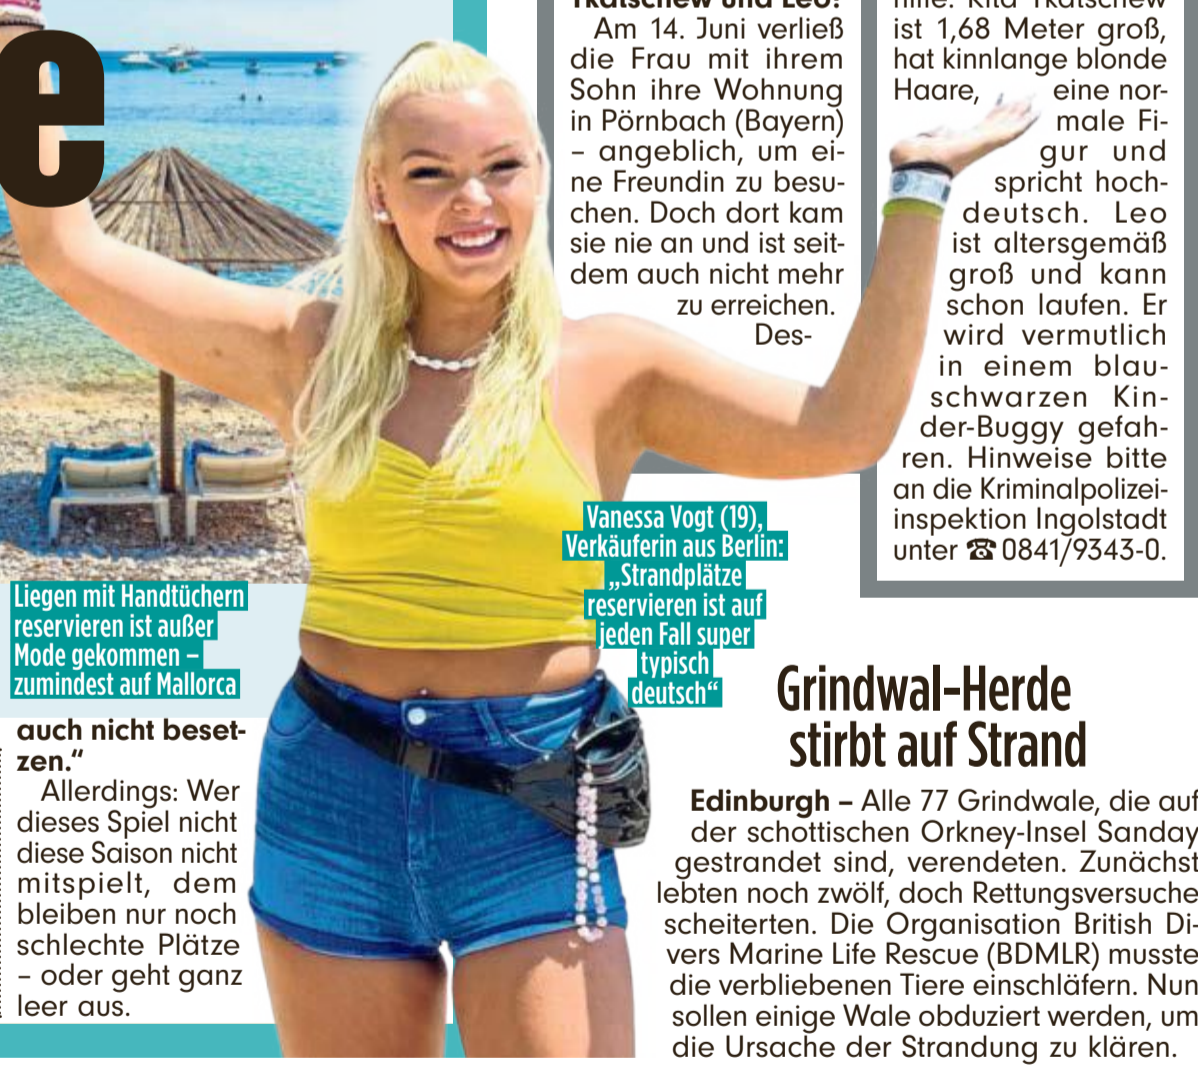 e
Liegen mit Handtüchern
reservieren ist außer
Mode gekommen –
zumindest auf Mallorca
auch nicht beset-
zen.“
Allerdings: Wer
dieses Spiel nicht
diese Saison nicht
mitspielt, dem
bleiben nur noch
schlechte Plätze
– oder geht ganz
leer aus.
Vanessa Vogt (19),
Verkäuferin aus Berlin:
„Strandplätze
reservieren ist auf
jeden Fall super
typisch
deutsch“
Tkatschew und Leo?
Am 14. Juni verließ
die Frau mit ihrem
Sohn ihre Wohnung
in Pörnbach (Bayern)
– angeblich, um ei-
ne Freundin zu besu-
chen. Doch dort kam
sie nie an und ist seit-
dem auch nicht mehr
zu erreichen.
Des-
hilfe. Rita Tkatschew
ist 1,68 Meter groß,
hat kinnlange blonde
Haare, eine nor-
male Fi-
gur und
spricht hoch-
deutsch. Leo
ist altersgemäß
groß und kann
schon laufen. Er
wird vermutlich
in einem blau-
schwarzen Kin-
der-Buggy gefah-
ren. Hinweise bitte
an die Kriminalpolizei-
inspektion Ingolstadt
unter ☎ 0841/9343-0.
Grindwal-Herde
stirbt auf Strand
Edinburgh – Alle 77 Grindwale, die auf
der schottischen Orkney-Insel Sanday
gestrandet sind, verendeten. Zunächst
lebten noch zwölf, doch Rettungsversuche
scheiterten. Die Organisation British Di-
vers Marine Life Rescue (BDMLR) musste
die verbliebenen Tiere einschläfern. Nun
sollen einige Wale obduziert werden, um
die Ursache der Strandung zu klären.